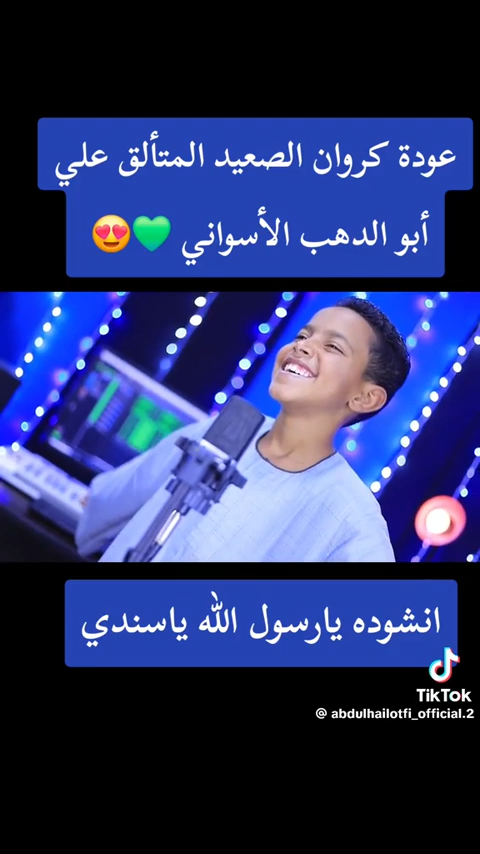 عودة كروان الصعيد المتألق علي
أبو الدهب الأسواني 💚😍
انشوده يارسول الله ياسندي
TikTok
@ abdulhailotfi_official.2